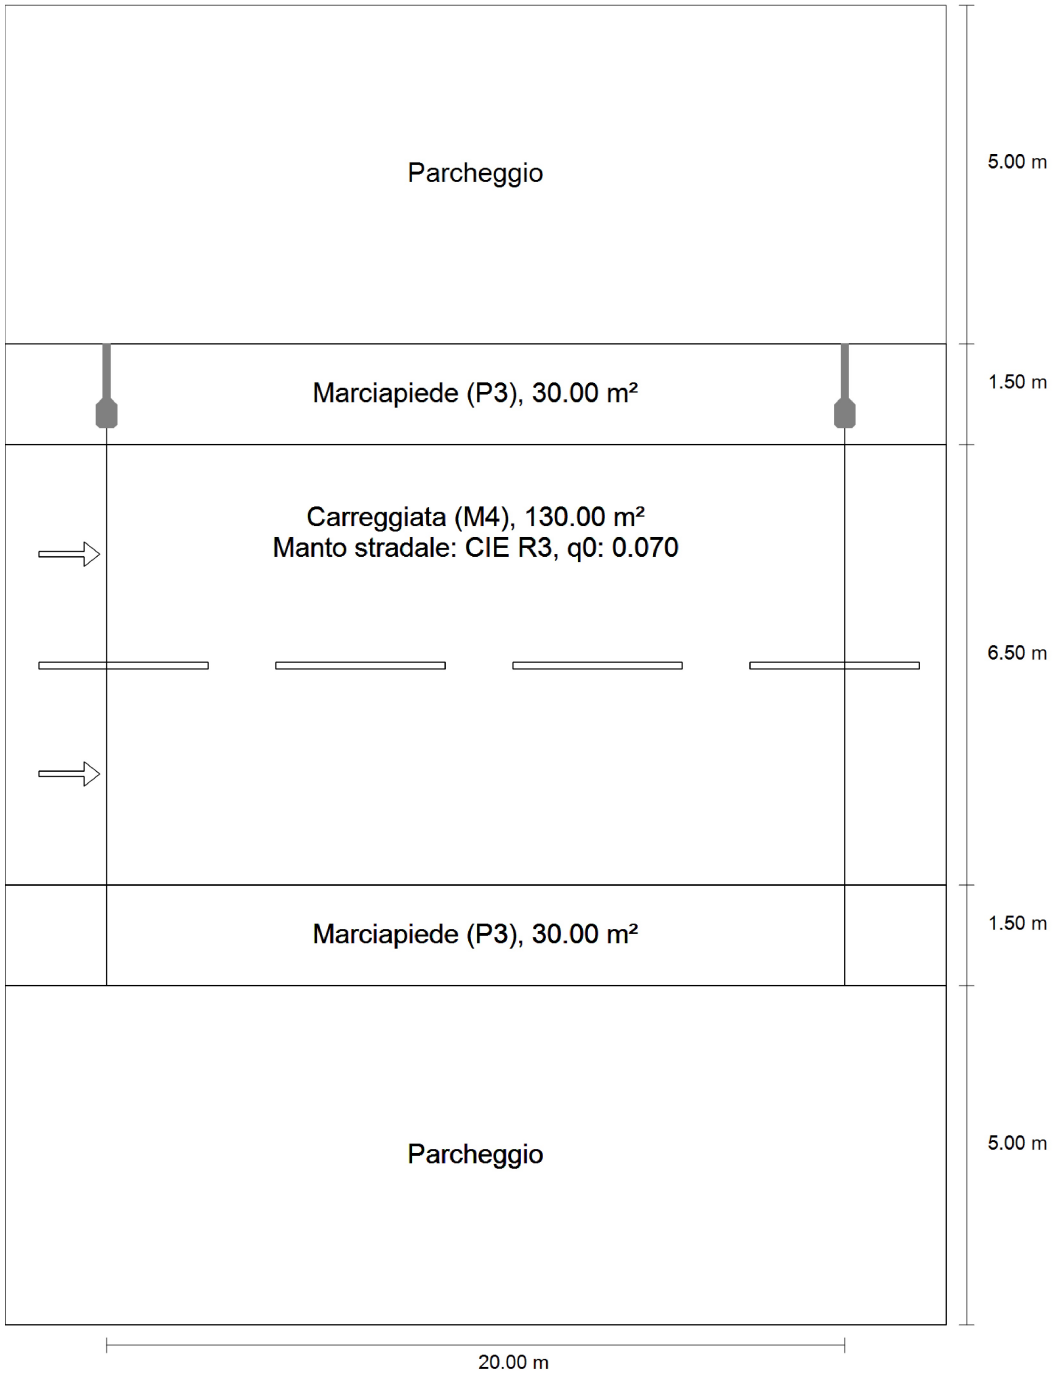 Parcheggio
5.00 m
Marciapiede (P3), 30.00 m²
1.50 m
Carreggiata (M4), 130.00 m²
Manto stradale: CIE R3, q0: 0.070
6.50 m
Marciapiede (P3), 30.00 m²
1.50 m
Parcheggio
5.00 m
20.00 m